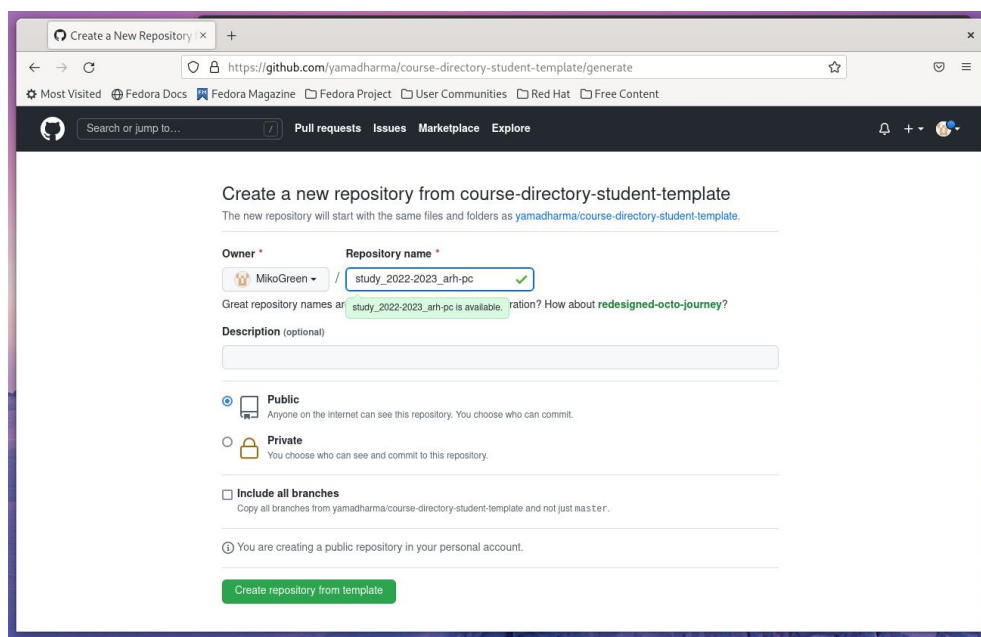 Create a New Repository
https://github.com/yamadharma/course-directory-student-template/generate
Most Visited Fedora Docs Fedora Magazine Fedora Project User Communities Red Hat Free Content
Search or jump to... / Pull requests Issues Marketplace Explore
Create a new repository from course-directory-student-template
The new repository will start with the same files and folders as yamadharma/course-directory-student-template.
Owner * Repository name *
MikoGreen / study_2022-2023_arh-pc
Great repository names study_2022-2023_arh-pc is available. How about redesigned-octo-journey?
Description (optional)
Public
Anyone on the internet can see this repository. You choose who can commit.
Private
You choose who can see and commit to this repository.
Include all branches
Copy all branches from yamadharma/course-directory-student-template and not just master.
You are creating a public repository in your personal account.
Create repository from template